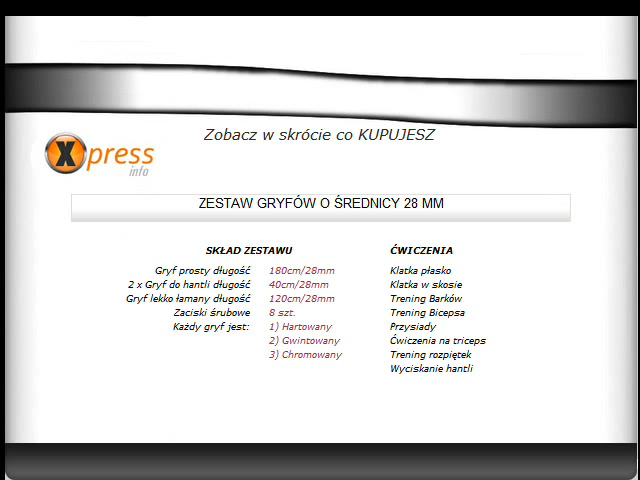 Zobacz w skrócie co KUPUJESZ
Xpress
info
ZESTAW GRYFÓW O ŚREDNICY 28 MM
SKŁAD ZESTAWU
Gryf prosty długość 180cm/28mm
2 x Gryf do hantli długość 40cm/28mm
Gryf lekko łamany długość 120cm/28mm
Zaciski śrubowe 8 szt.
Każdy gryf jest: 1) Hartowany
2) Gwintowany
3) Chromowany
ĆWICZENIA
Klatka płasko
Klatka w skosie
Trening Barków
Trening Bicepsa
Przysiady
Ćwiczenia na triceps
Trening rozpiętek
Wyciskanie hantli